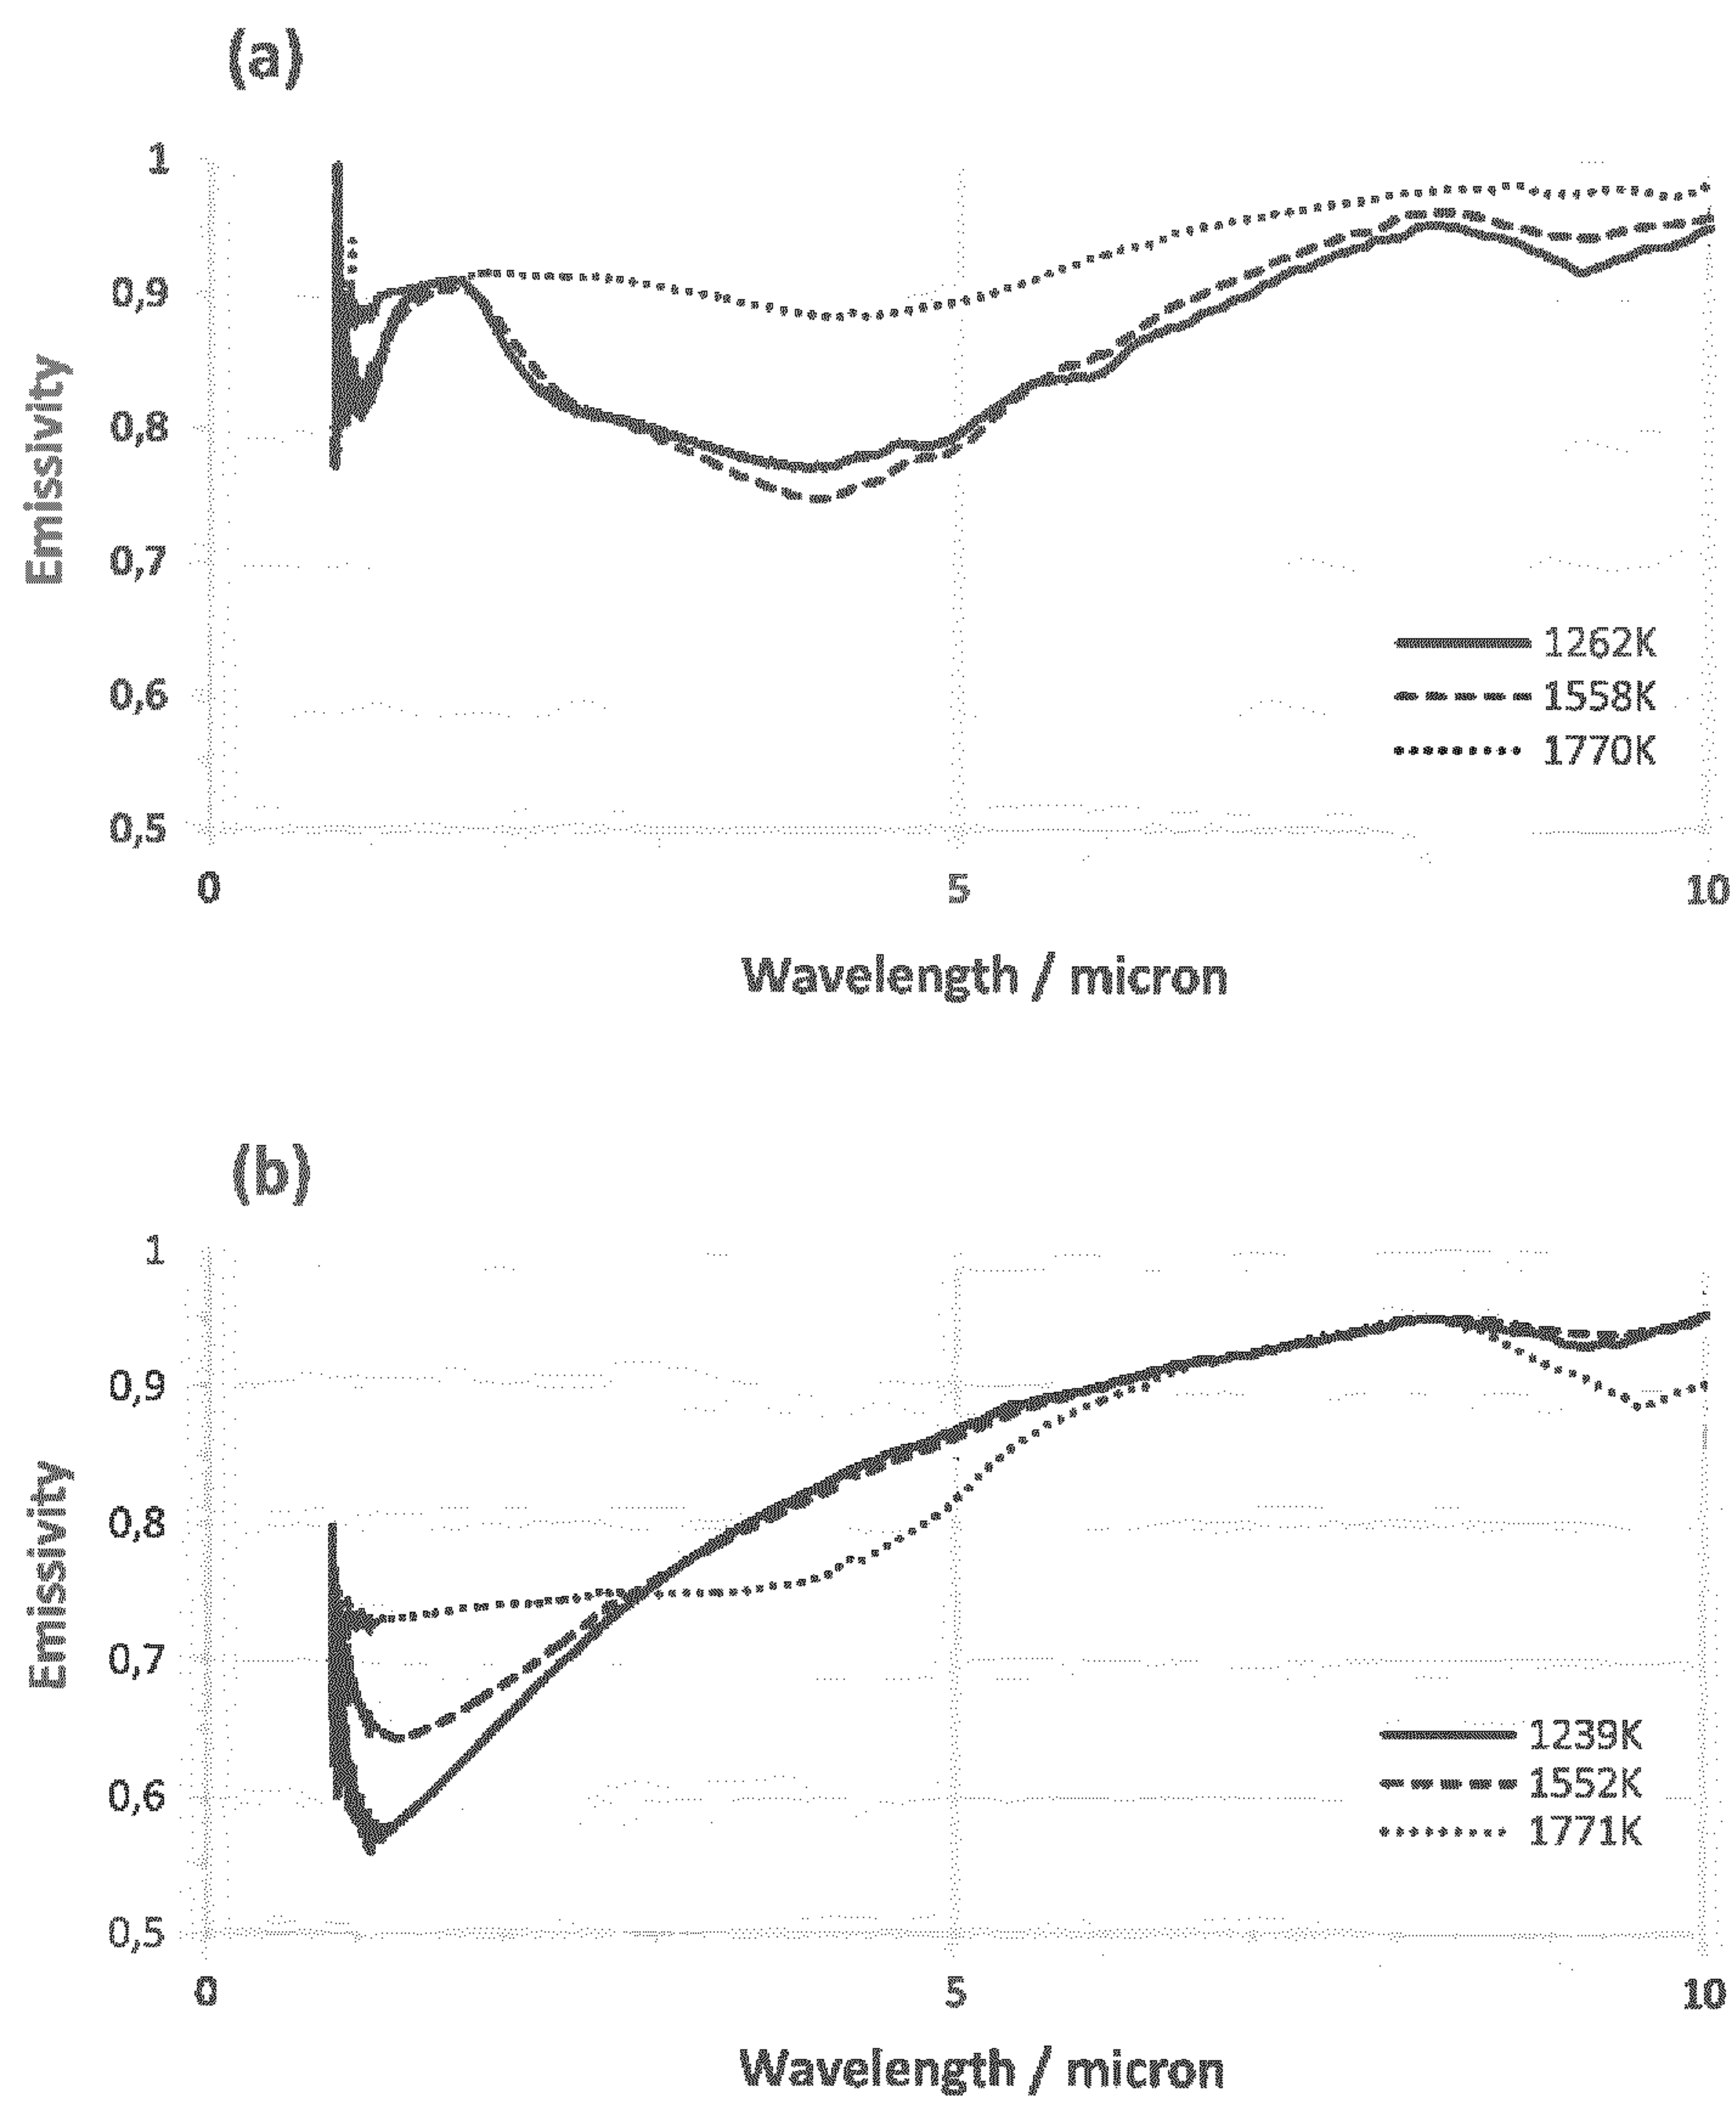 (a)
1
0,9
0,8
0,7
0,6
0,5
Emissivity
1262K
1558K
1770K
0 5 10
Wavelength / micron
(b)
1
0,9
0,8
0,7
0,6
0,5
Emissivity
1239K
1552K
1771K
0 5 10
Wavelength / micron